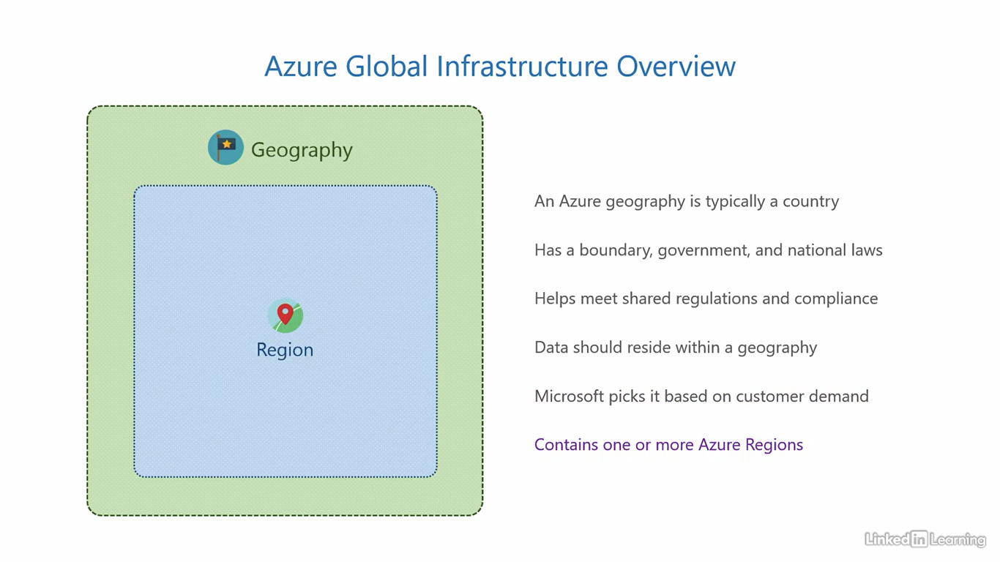 Azure Global Infrastructure Overview
Geography
Region
An Azure geography is typically a country
Has a boundary, government, and national laws
Helps meet shared regulations and compliance
Data should reside within a geography
Microsoft picks it based on customer demand
Contains one or more Azure Regions
Linked in Learning